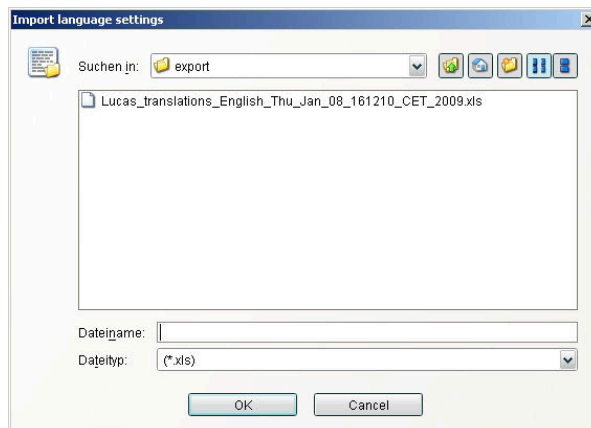 Import language settings
Suchen in: export
Lucas_translations_English_Thu_Jan_08_161210_CET_2009.xls
Dateiname:
Dateityp: (*.xls)
OK Cancel